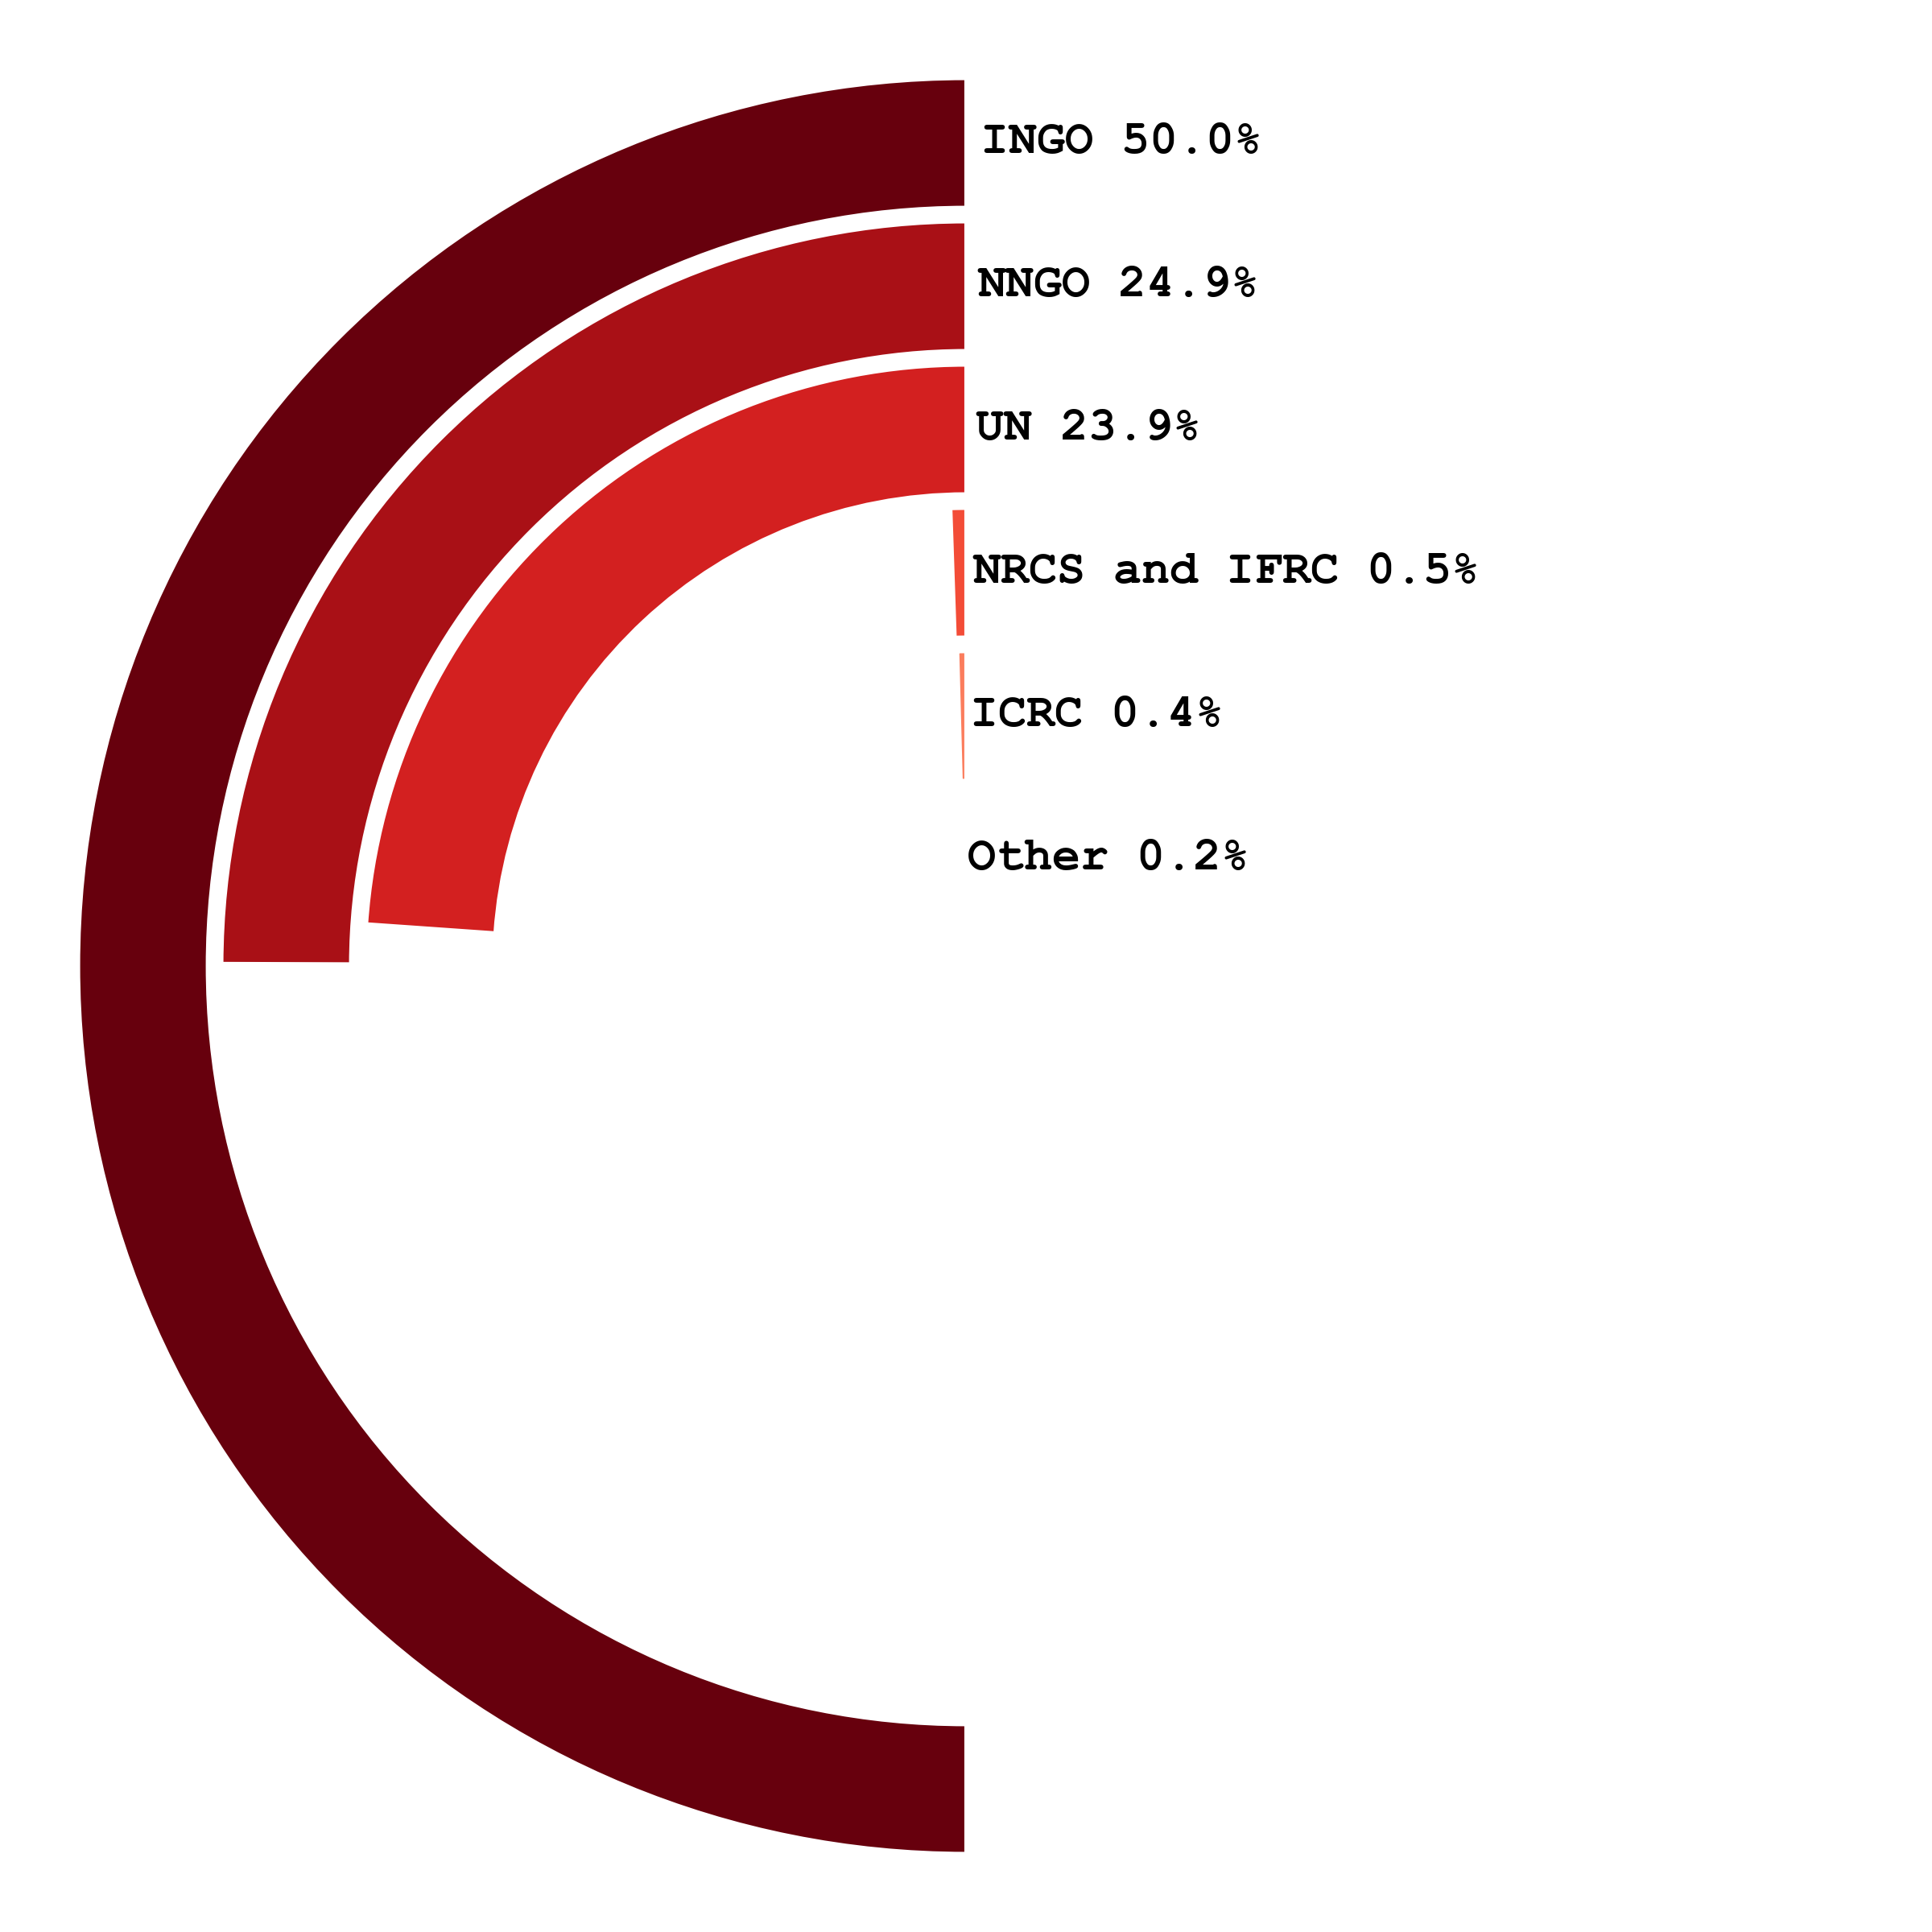 INGO 50.0%
NNGO 24.9%
UN 23.9%
NRCS and IFRC 0.5%
ICRC 0.4%
Other 0.2%